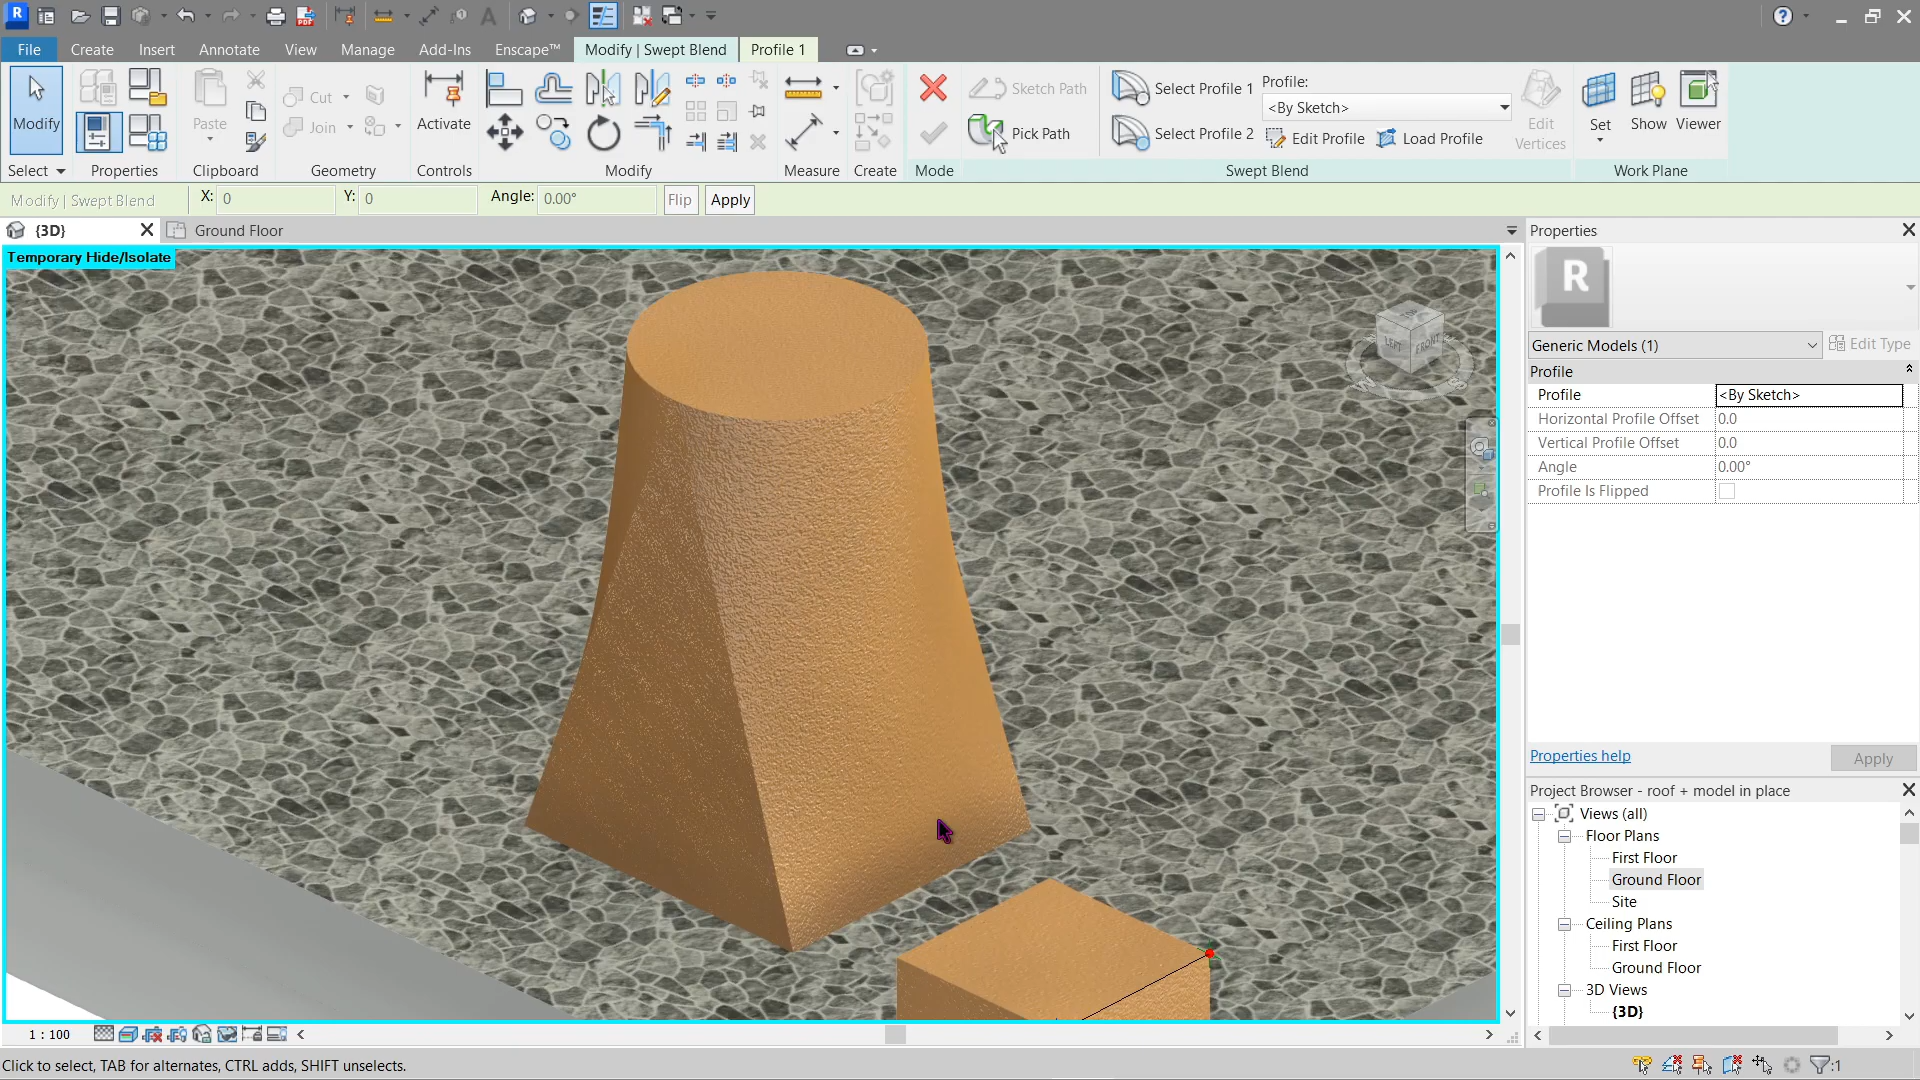 File Create Insert Annotate View Manage Add-Ins Enscape™ Modify | Swept Blend Profile 1
Modify Paste Cut Join Activate Sketch Path Pick Path Select Profile 1 Select Profile 2 Profile: <By Sketch> Edit Profile Load Profile Edit Vertices Set Show Viewer
Select Properties Clipboard Geometry Controls Modify Measure Create Mode Swept Blend Work Plane
Modify | Swept Blend X: 0 Y: 0 Angle: 0.00° Flip Apply
{3D} Ground Floor
Temporary Hide/Isolate
LEFT FRONT
Properties
R
Generic Models (1) Edit Type
Profile
Profile <By Sketch>
Horizontal Profile Offset 0.0
Vertical Profile Offset 0.0
Angle 0.00°
Profile Is Flipped
Properties help Apply
Project Browser - roof + model in place
Views (all)
Floor Plans
First Floor
Ground Floor
Site
Ceiling Plans
First Floor
Ground Floor
3D Views
{3D}
1 : 100
Click to select, TAB for alternates, CTRL adds, SHIFT unselects.
:1